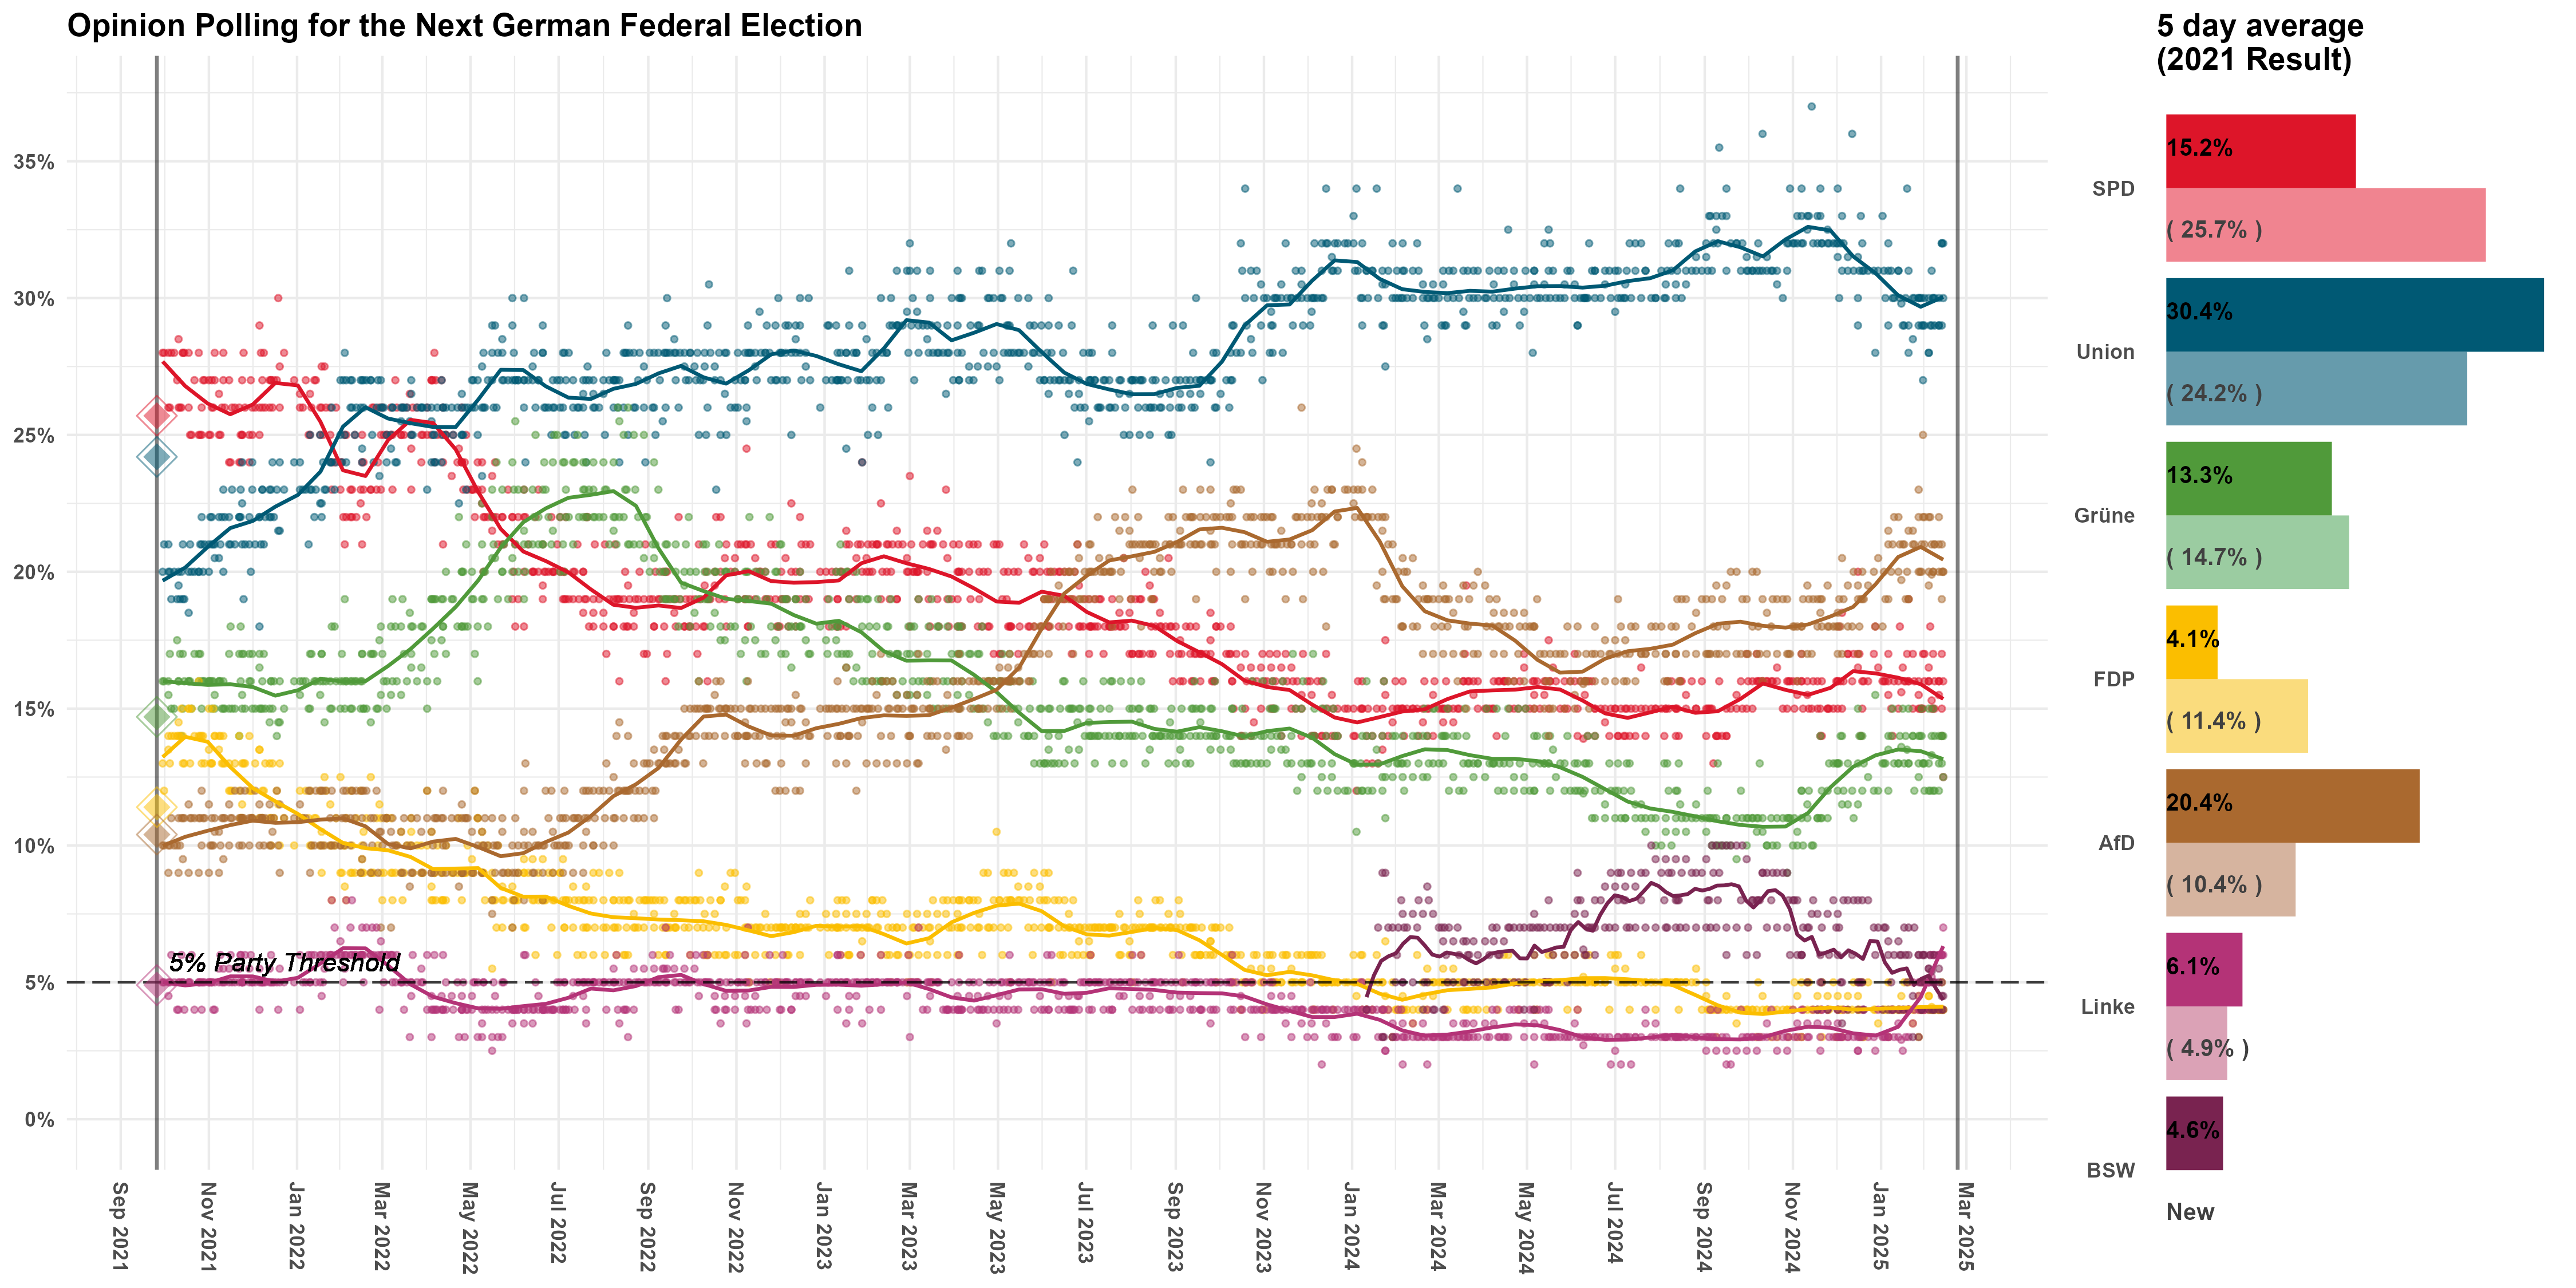 Opinion Polling for the Next German Federal Election
5 day average
(2021 Result)
35%
30%
25%
20%
15%
10%
5%
0%
5% Party Threshold
Sep 2021
Nov 2021
Jan 2022
Mar 2022
May 2022
Jul 2022
Sep 2022
Nov 2022
Jan 2023
Mar 2023
May 2023
Jul 2023
Sep 2023
Nov 2023
Jan 2024
Mar 2024
May 2024
Jul 2024
Sep 2024
Nov 2024
Jan 2025
Mar 2025
SPD
15.2%
( 25.7% )
Union
30.4%
( 24.2% )
Grüne
13.3%
( 14.7% )
FDP
4.1%
( 11.4% )
AfD
20.4%
( 10.4% )
Linke
6.1%
( 4.9% )
BSW
4.6%
New